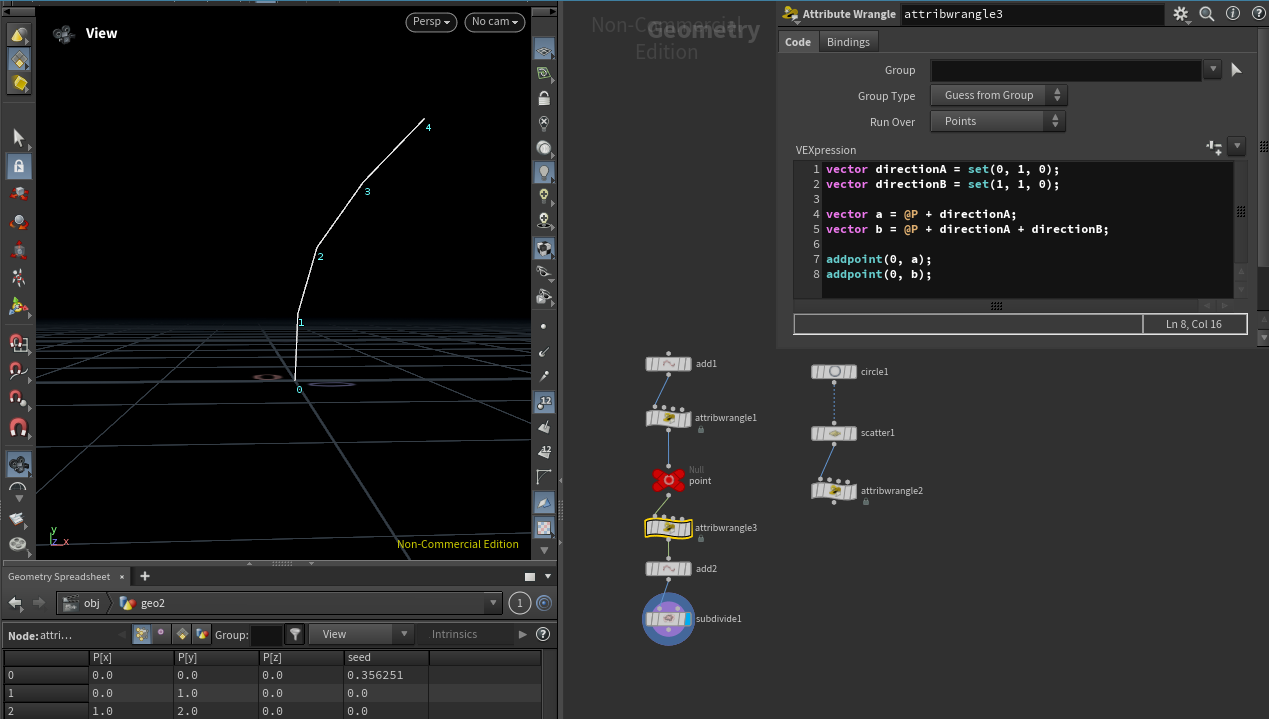 View
Persp
No cam
4
3
2
1
0
y
z x
Non-Commercial Edition
12
12
Geometry Spreadsheet × +
obj geo2
1
Node: attri...
Group:
View
Intrinsics
P[x] P[y] P[z] seed
0 0.0 0.0 0.0 0.356251
1 0.0 1.0 0.0 0.0
2 1.0 2.0 0.0 0.0
Non-Commercial
Edition
Geometry
Attribute Wrangle attribwrangle3
Code Bindings
Group
Group Type Guess from Group
Run Over Points
VEXpression
1 vector directionA = set(0, 1, 0);
2 vector directionB = set(1, 1, 0);
3
4 vector a = @P + directionA;
5 vector b = @P + directionA + directionB;
6
7 addpoint(0, a);
8 addpoint(0, b);
Ln 8, Col 16
add1
attribwrangle1
Null
point
attribwrangle3
add2
subdivide1
circle1
scatter1
attribwrangle2